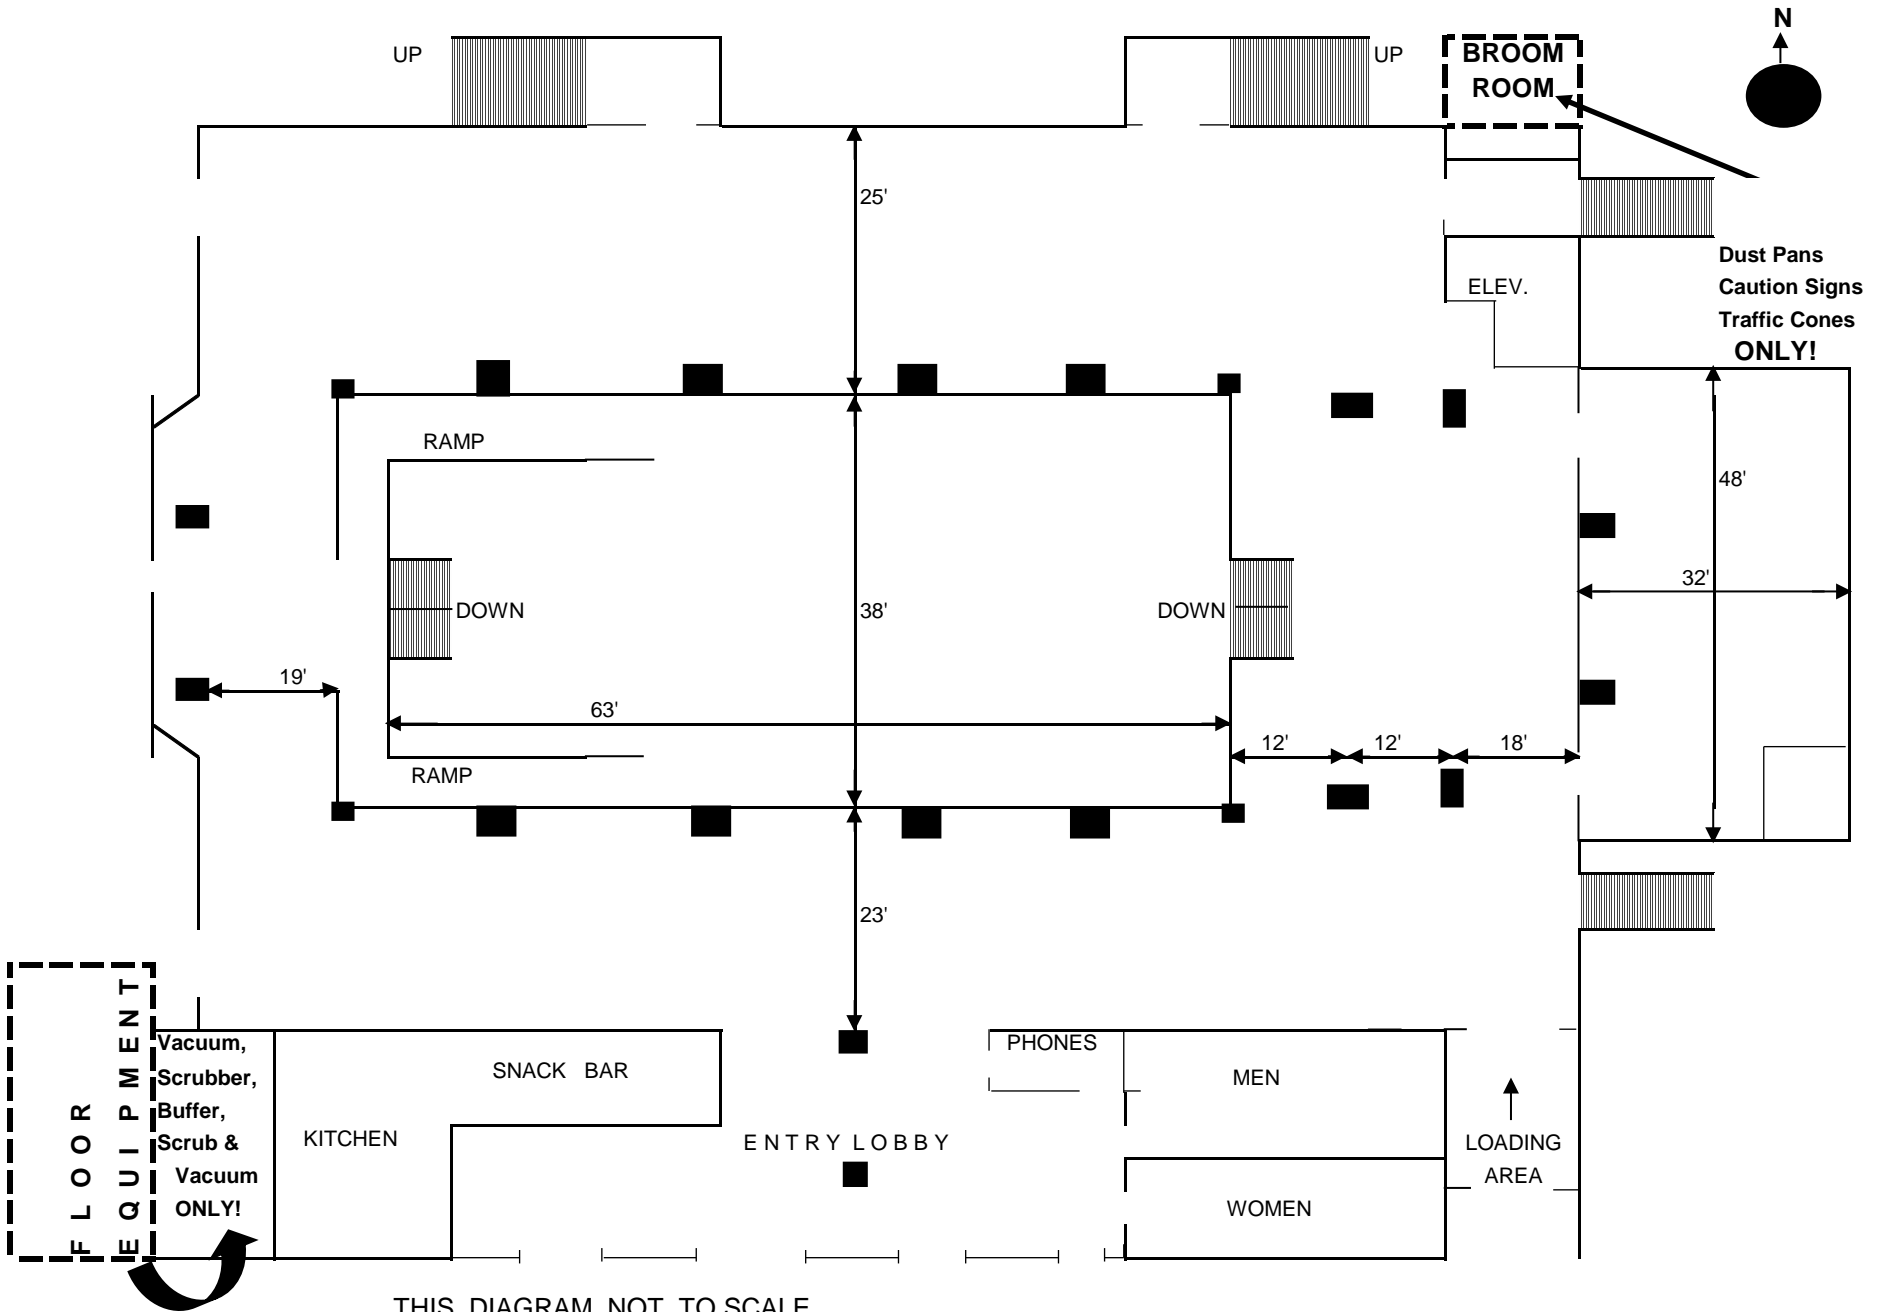 N
UP
UP
BROOM
ROOM
25'
Dust Pans
Caution Signs
Traffic Cones
ONLY!
ELEV.
RAMP
48'
32'
DOWN
38'
DOWN
19'
63'
12'
12'
18'
RAMP
23'
FLOOR
EQUIPMENT
Vacuum,
Scrubber,
Buffer,
Scrub &
Vacuum
ONLY!
KITCHEN
SNACK BAR
PHONES
MEN
ENTRY LOBBY
LOADING
AREA
WOMEN
THIS DIAGRAM NOT TO SCALE